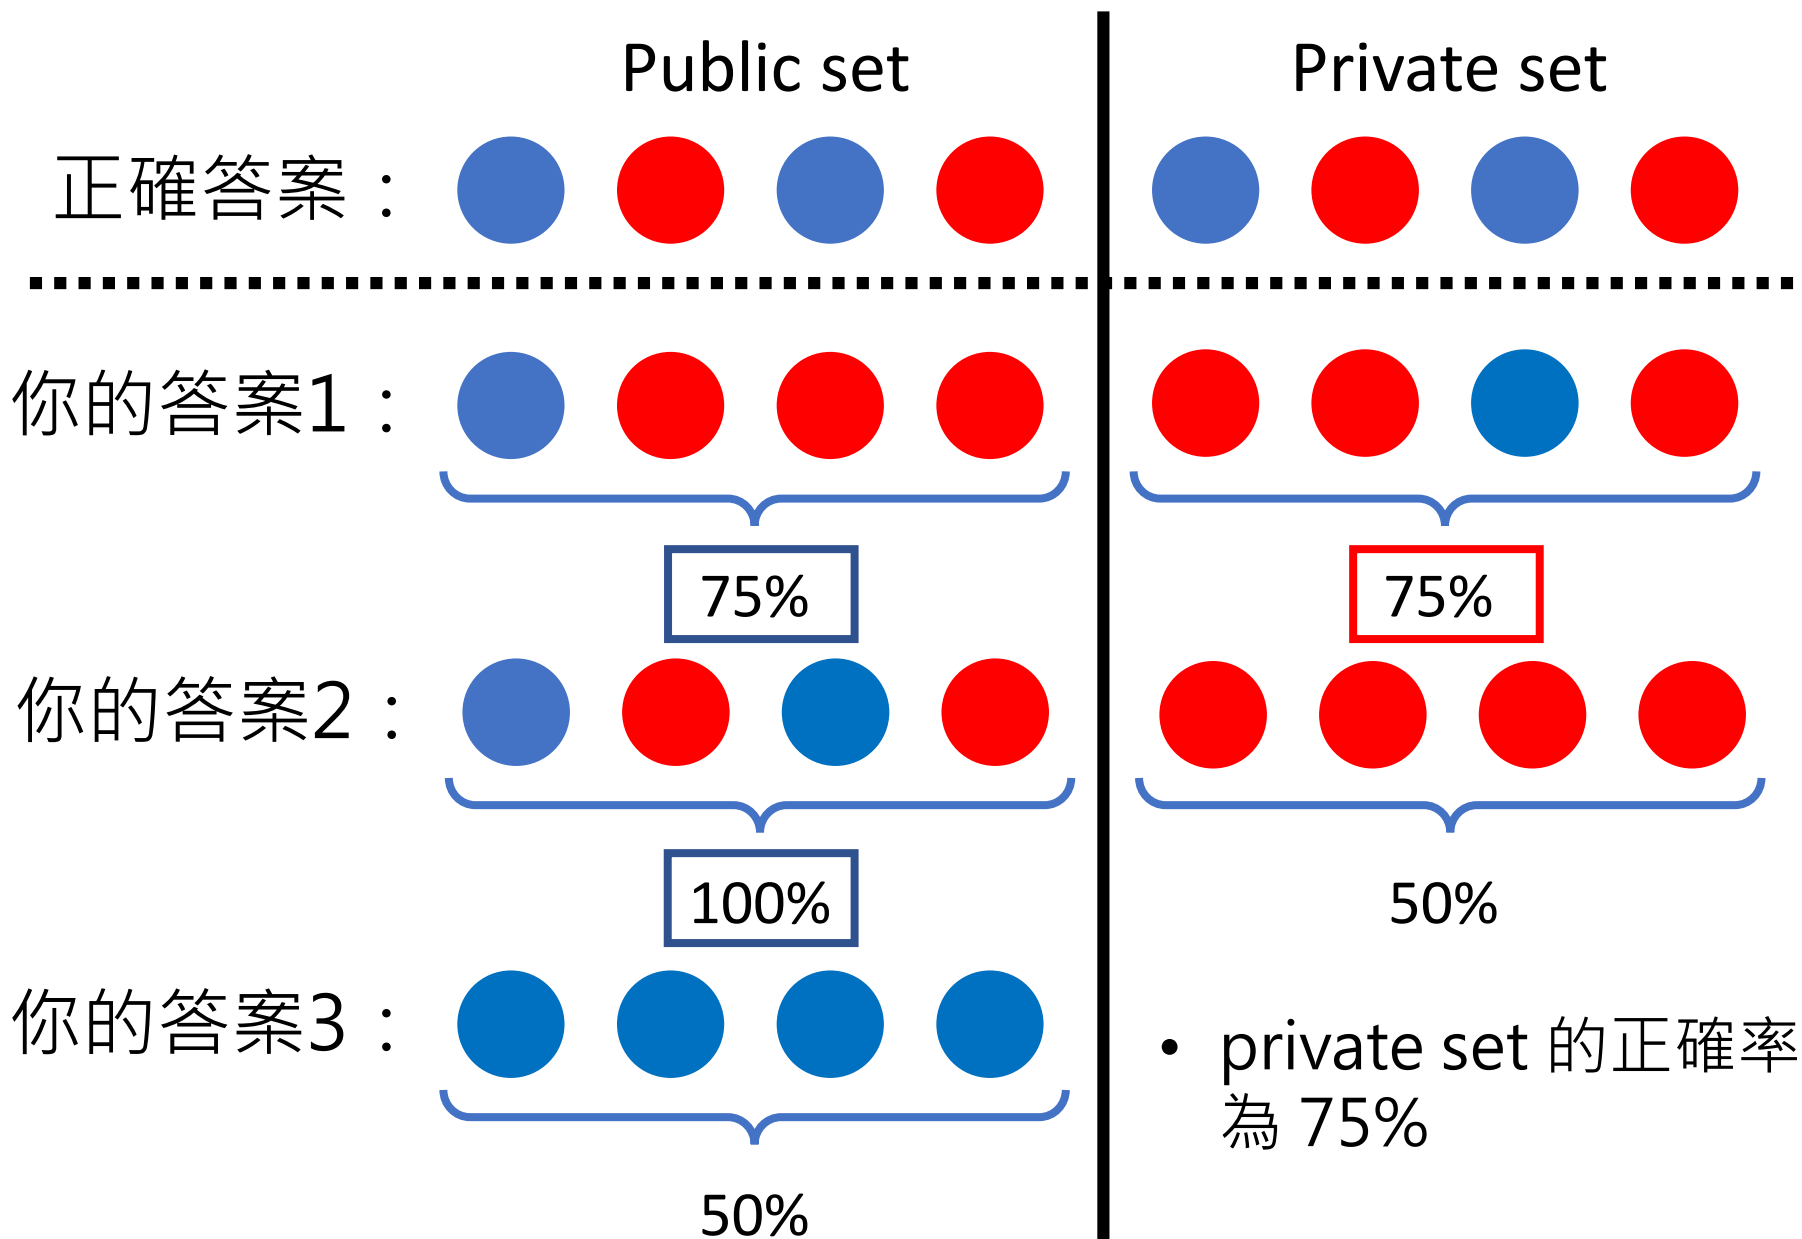 Public set
Private set
正確答案：
你的答案1：
75%
75%
你的答案2：
100%
50%
你的答案3：
50%
• private set 的正確率
為 75%